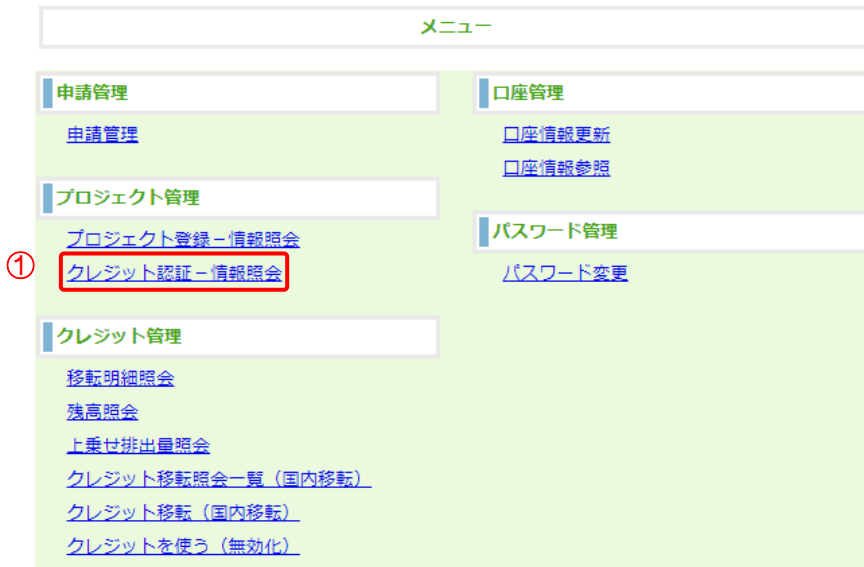 メニュー
申請管理
申請管理
プロジェクト管理
プロジェクト登録－情報照会
①
クレジット認証－情報照会
クレジット管理
移転明細照会
残高照会
上乗せ排出量照会
クレジット移転照会一覧（国内移転）
クレジット移転（国内移転）
クレジットを使う（無効化）
口座管理
口座情報更新
口座情報参照
パスワード管理
パスワード変更